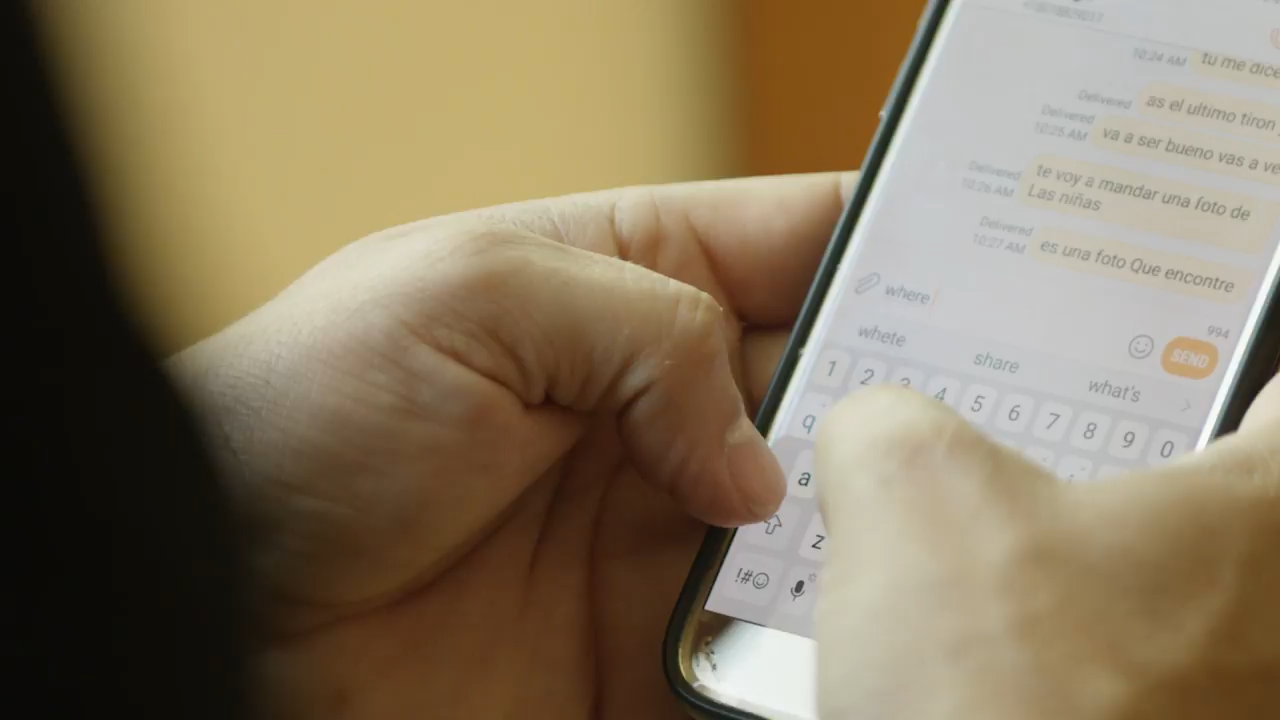 10:24 AM tu me dice
Delivered as el ultimo tiron
Delivered
10:25 AM va a ser bueno vas a ve
Delivered te voy a mandar una foto de
10:26 AM Las niñas
Delivered
10:27 AM es una foto Que encontre
where
994
SEND
whete share what's
1 2 3 4 5 6 7 8 9 0
q
a
z
!#